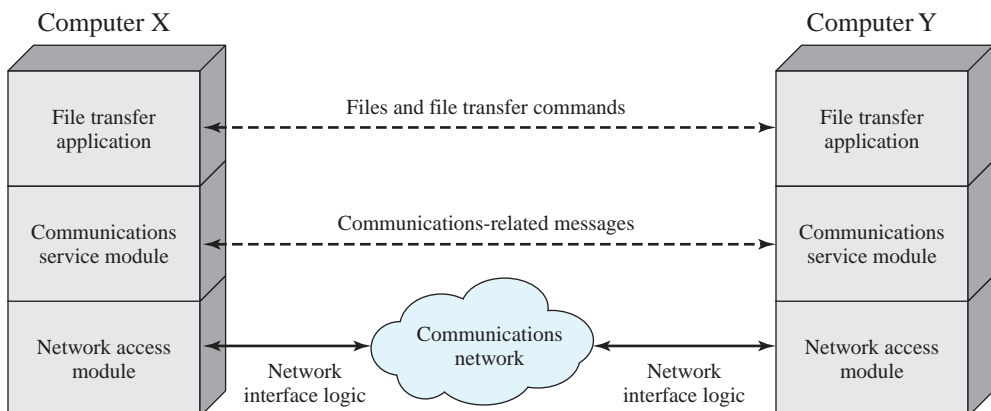 Computer X
Computer Y
File transfer
application
Files and file transfer commands
File transfer
application
Communications
service module
Communications-related messages
Communications
service module
Network access
module
Communications
network
Network access
module
Network
interface logic
Network
interface logic